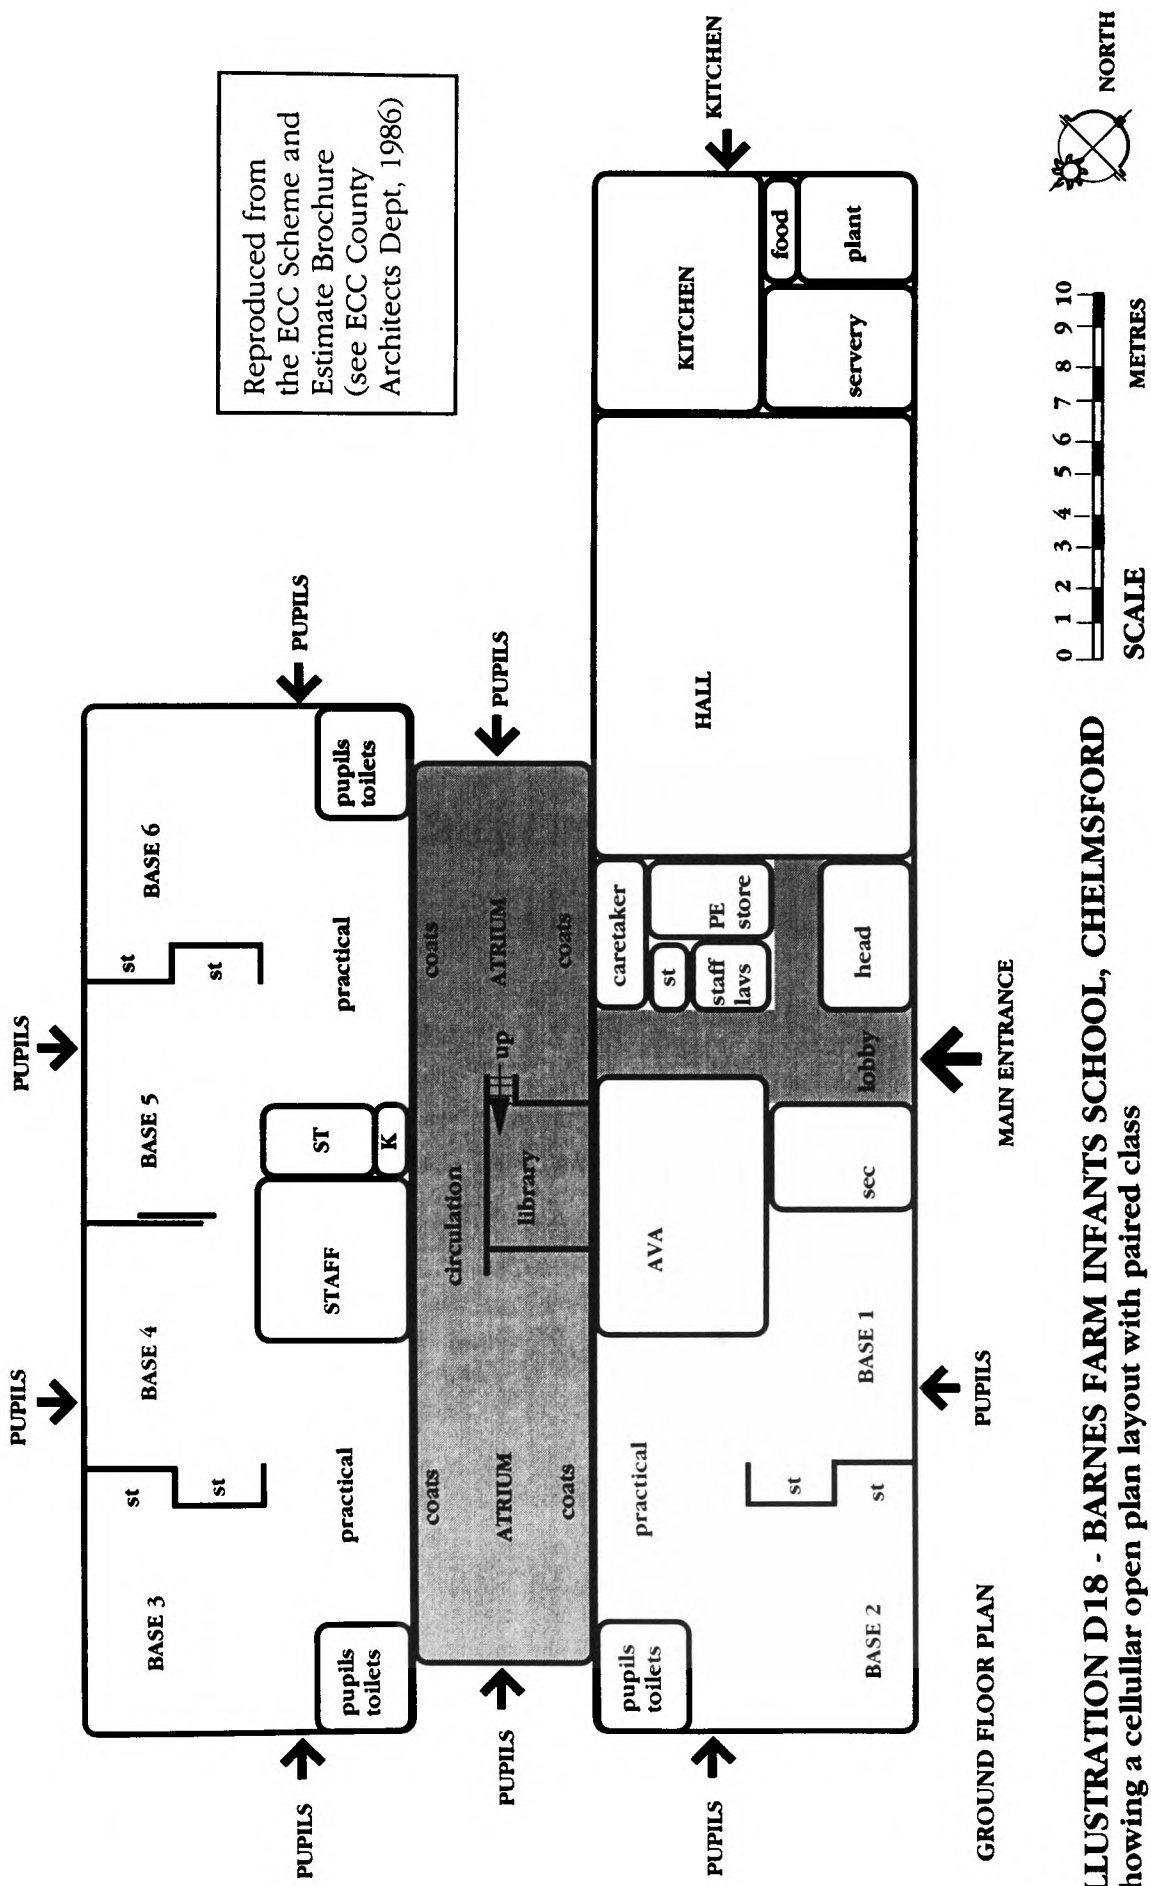 PUPILS
PUPILS
Reproduced from
the ECC Scheme and
Estimate Brochure
(see ECC County
Architects Dept, 1986)
BASE 3
st
st
BASE 4
BASE 5
st
st
BASE 6
PUPILS
pupils
toilets
practical
STAFF
ST
K
practical
pupils
toilets
PUPILS
coats
circulation
coats
PUPILS
ATRIUM
library
up
ATRIUM
PUPILS
coats
coats
pupils
toilets
practical
AVA
caretaker
st
staff
lavs
PE
store
HALL
KITCHEN
KITCHEN
PUPILS
food
servery
plant
BASE 2
st
st
BASE 1
sec
lobby
head
GROUND FLOOR PLAN
PUPILS
MAIN ENTRANCE
0 1 2 3 4 5 6 7 8 9 10
SCALE
METRES
NORTH
LLUSTRATION D18 - BARNES FARM INFANTS SCHOOL, CHELMSFORD
howing a cellullar open plan layout with paired class